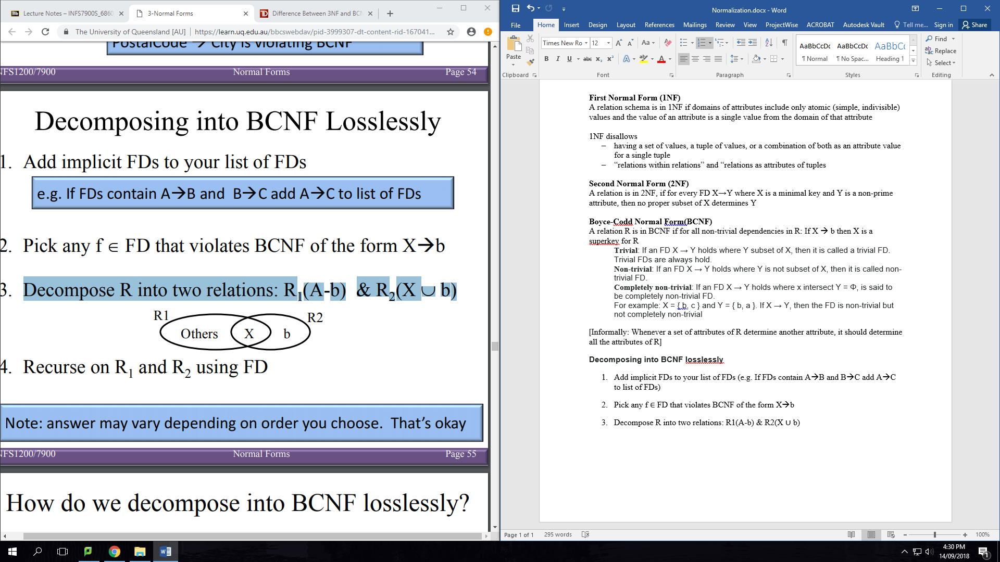 Lecture Notes – INFS7900S_6860
3-Normal Forms
Difference Between 3NF and BCN
The University of Queensland [AU]
https://learn.uq.edu.au/bbcswebdav/pid-3999307-dt-content-rid-167041...
PostalCode → City is violating BCNF
NFS1200/7900 Normal Forms Page 54
Decomposing into BCNF Losslessly
1. Add implicit FDs to your list of FDs
e.g. If FDs contain A→B and B→C add A→C to list of FDs
2. Pick any f ∈ FD that violates BCNF of the form X→b
3. Decompose R into two relations: R1(A-b) & R2(X ∪ b)
R1 R2
Others X b
4. Recurse on R1 and R2 using FD
Note: answer may vary depending on order you choose. That's okay
NFS1200/7900 Normal Forms Page 55
How do we decompose into BCNF losslessly?
Normalization.docx - Word
File Home Insert Design Layout References Mailings Review View ProjectWise ACROBAT Autodesk Vault Tell me... Sign in Share
Paste
Times New Ro 12
Aa
B I U abc x₂ x²
AaBbCcDc AaBbCcDc AaBbCc
¶ Normal ¶ No Spac... Heading 1
Find
Replace
Select
Clipboard Font Paragraph Styles Editing
First Normal Form (1NF)
A relation schema is in 1NF if domains of attributes include only atomic (simple, indivisible)
values and the value of an attribute is a single value from the domain of that attribute
1NF disallows
– having a set of values, a tuple of values, or a combination of both as an attribute value
for a single tuple
– “relations within relations” and “relations as attributes of tuples
Second Normal Form (2NF)
A relation is in 2NF, if for every FD X→Y where X is a minimal key and Y is a non-prime
attribute, then no proper subset of X determines Y
Boyce-Codd Normal Form(BCNF)
A relation R is in BCNF if for all non-trivial dependencies in R: If X → b then X is a
superkey for R
Trivial: If an FD X → Y holds where Y subset of X, then it is called a trivial FD.
Trivial FDs are always hold.
Non-trivial: If an FD X → Y holds where Y is not subset of X, then it is called non-
trivial FD.
Completely non-trivial: If an FD X → Y holds where x intersect Y = Φ, is said to
be completely non-trivial FD.
For example: X = { b, c } and Y = { b, a }. If X → Y, then the FD is non-trivial but
not completely non-trivial
[Informally: Whenever a set of attributes of R determine another attribute, it should determine
all the attributes of R]
Decomposing into BCNF losslessly
1. Add implicit FDs to your list of FDs (e.g. If FDs contain A→B and B→C add A→C
to list of FDs)
2. Pick any f ∈ FD that violates BCNF of the form X→b
3. Decompose R into two relations: R1(A-b) & R2(X ∪ b)
Page 1 of 1 295 words 100%
4:30 PM
14/09/2018
1